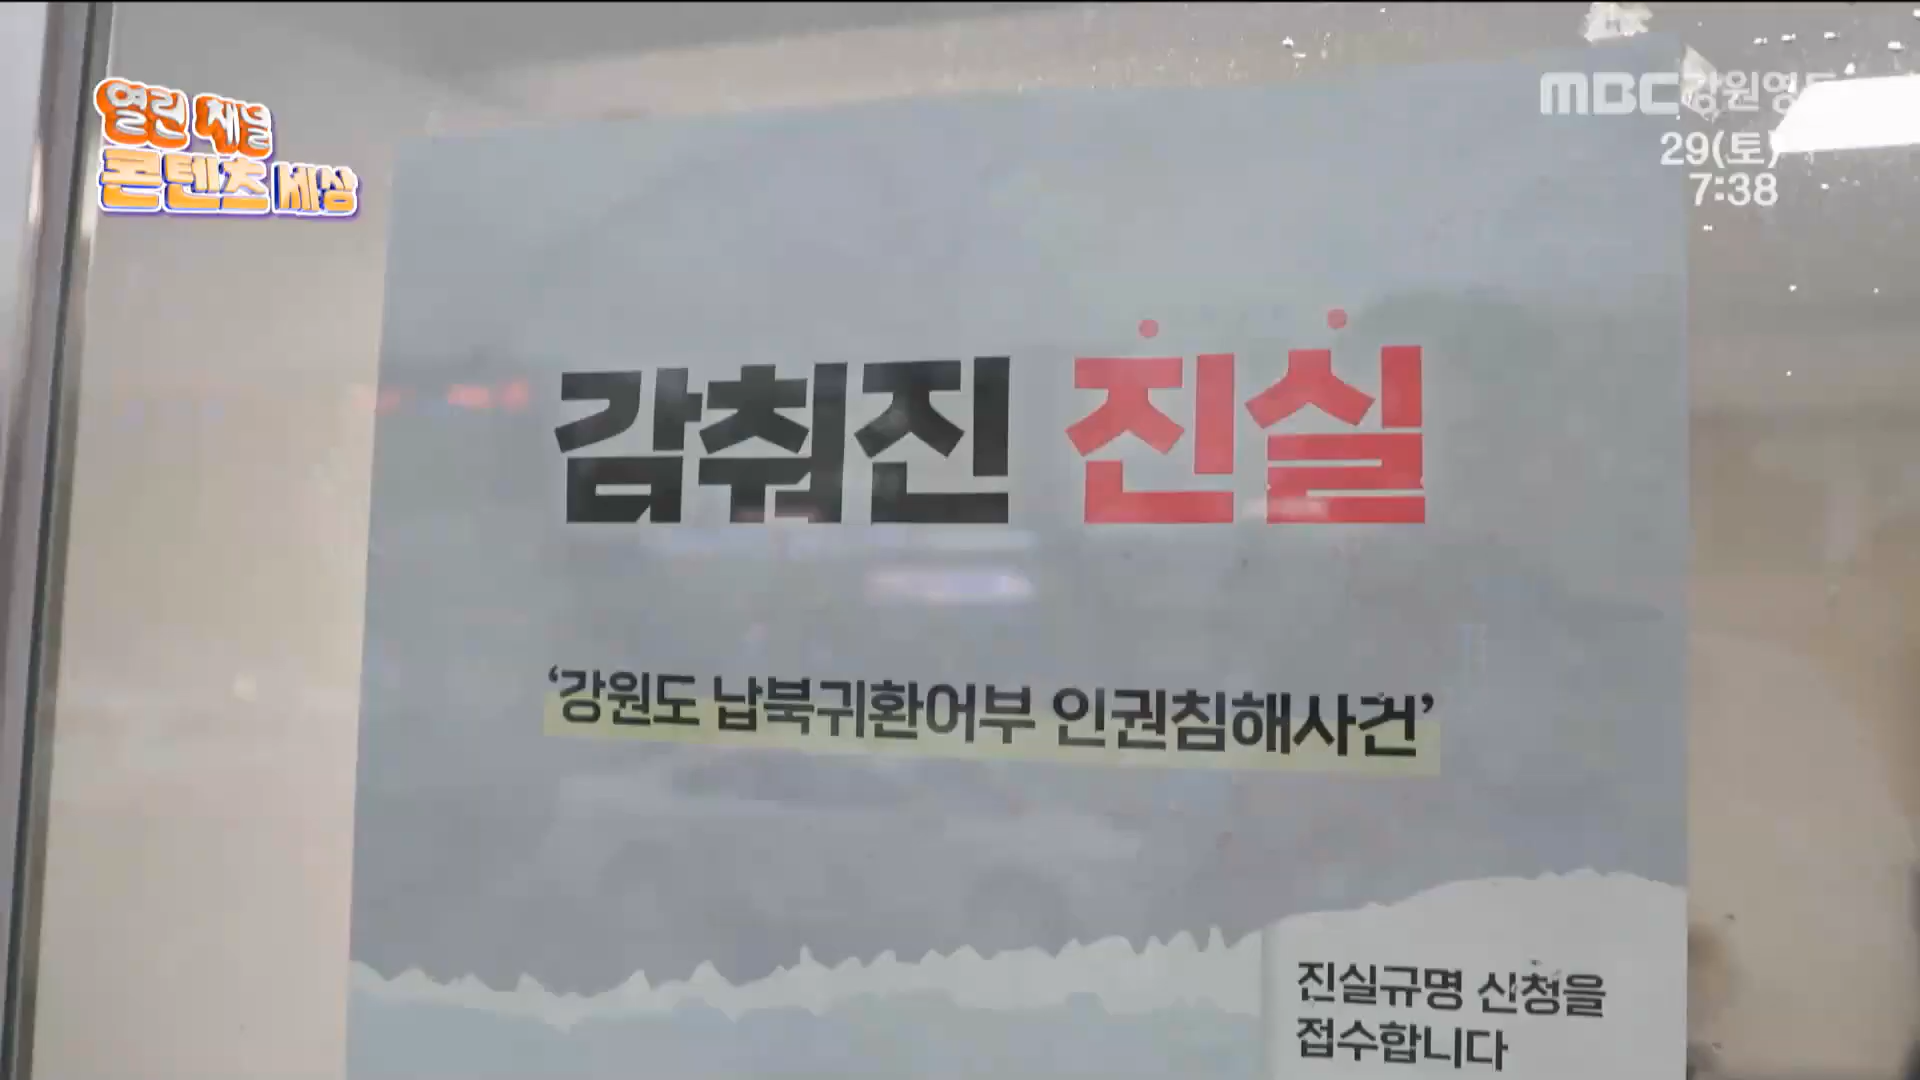 열린 채널
콘텐츠 세상
MBC강원영동
29(토)
7:38
감춰진 진실
‘강원도 납북귀환어부 인권침해사건’
진실규명 신청을
접수합니다